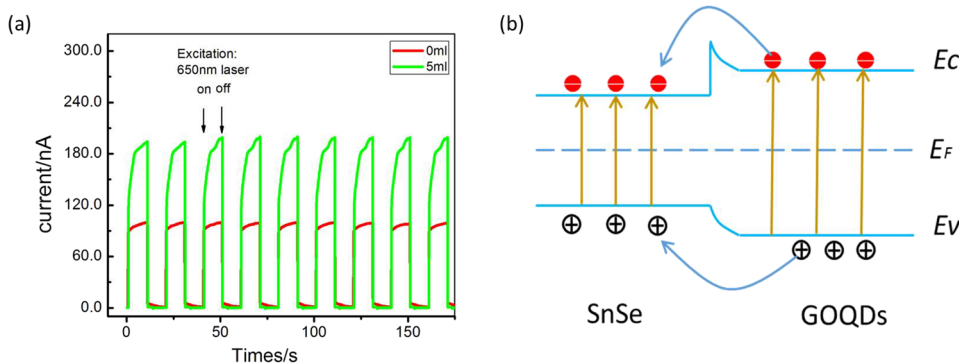 (a)
current/nA
300.0
240.0
180.0
120.0
60.0
0.0
Excitation:
650nm laser
on off
0ml
5ml
0 50 100 150
Times/s
(b)
Ec
EF
Ev
SnSe
GOQDs